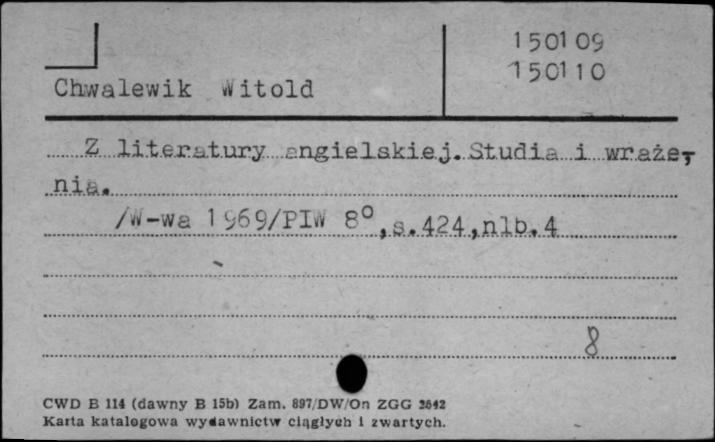 150109
150110
Chwalewik Witold
Z literatury angielskiej. Studia i wraże-
nia.
/W-wa 1969/PIW 8°, s.424, nlb.4
8
CWD B 114 (dawny B 15b) Zam. 897/DW/On ZGG 2642
Karta katalogowa wydawnictw ciągłych i zwartych.